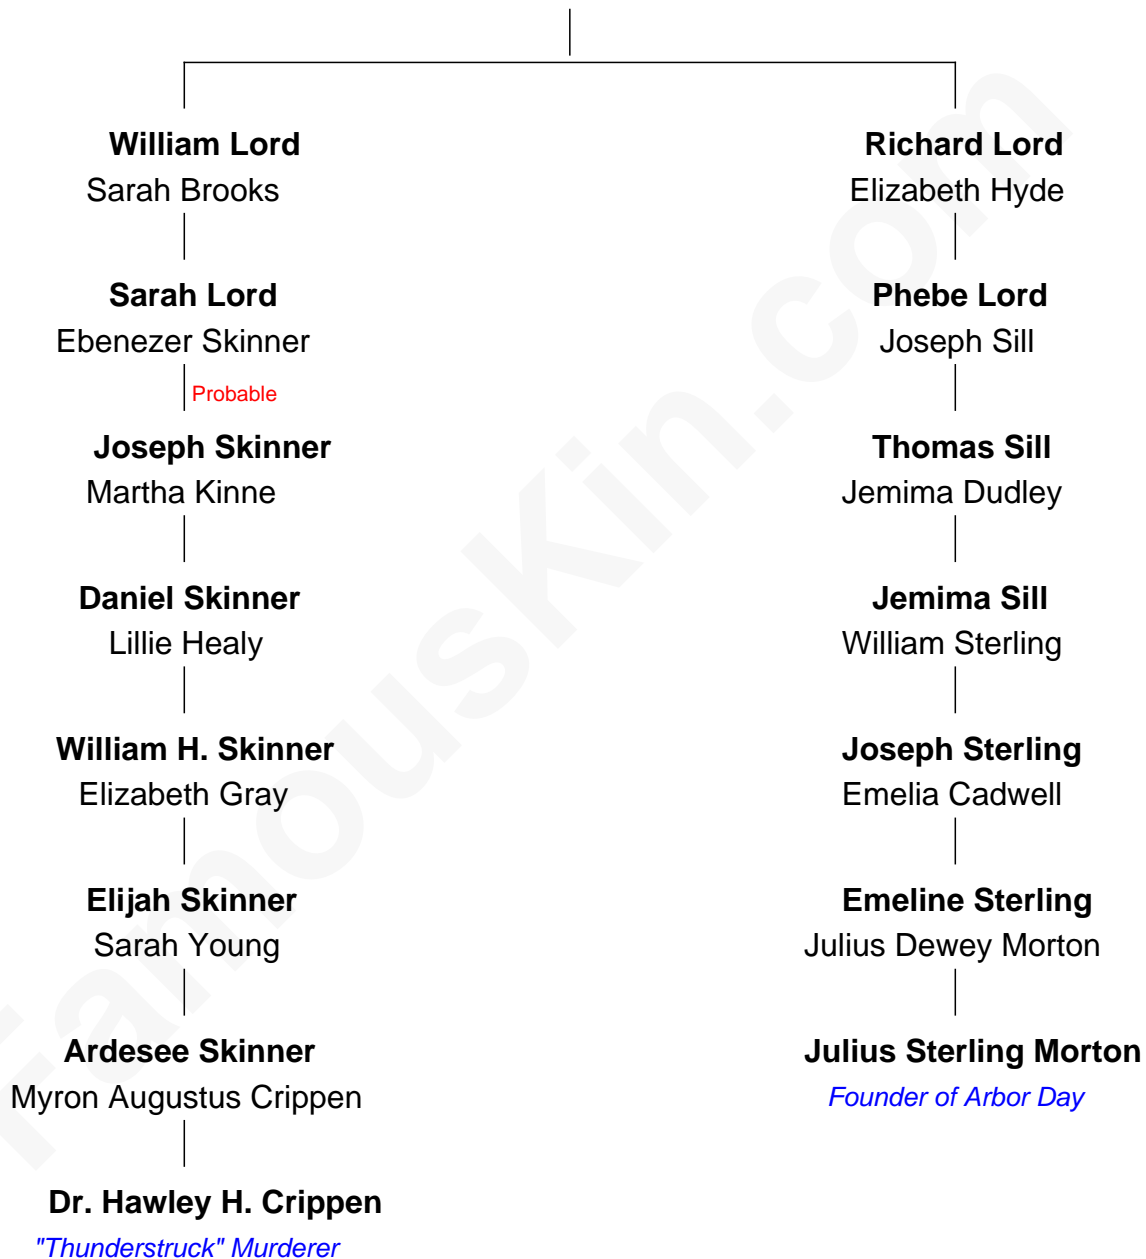 William Lord
Sarah Brooks
Sarah Lord
Ebenezer Skinner
Probable
Joseph Skinner
Martha Kinne
Daniel Skinner
Lillie Healy
William H. Skinner
Elizabeth Gray
Elijah Skinner
Sarah Young
Ardesee Skinner
Myron Augustus Crippen
Dr. Hawley H. Crippen
"Thunderstruck" Murderer
Richard Lord
Elizabeth Hyde
Phebe Lord
Joseph Sill
Thomas Sill
Jemima Dudley
Jemima Sill
William Sterling
Joseph Sterling
Emelia Cadwell
Emeline Sterling
Julius Dewey Morton
Julius Sterling Morton
Founder of Arbor Day
FamousKin.com